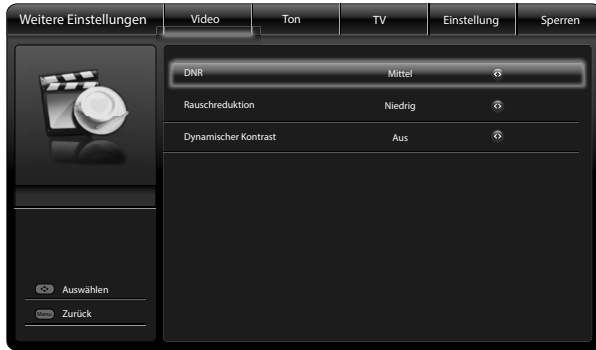 Weitere Einstellungen Video Ton TV Einstellung Sperren
DNR Mittel
Rauschreduktion Niedrig
Dynamischer Kontrast Aus
Auswählen
Menu Zurück